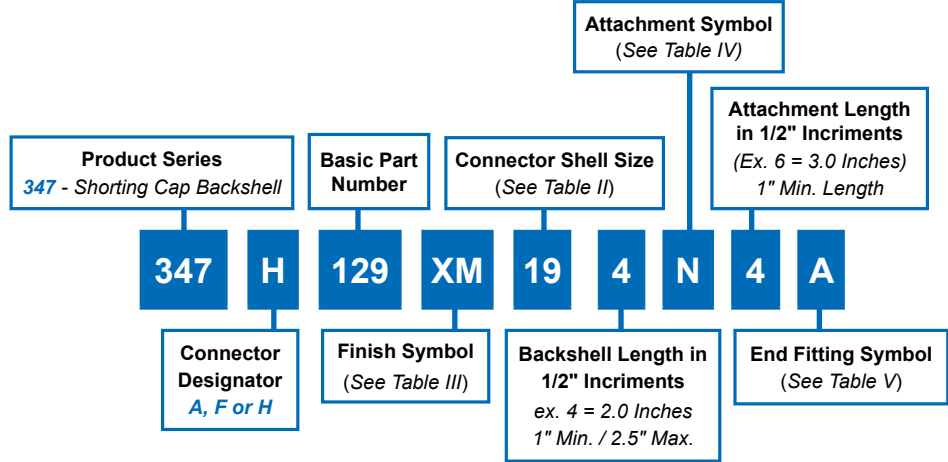 Attachment Symbol
(See Table IV)
Attachment Length
in 1/2" Incriments
(Ex. 6 = 3.0 Inches)
1" Min. Length
Product Series
347 - Shorting Cap Backshell
Basic Part
Number
Connector Shell Size
(See Table II)
347 H 129 XM 19 4 N 4 A
Connector
Designator
A, F or H
Finish Symbol
(See Table III)
Backshell Length in
1/2" Incriments
ex. 4 = 2.0 Inches
1" Min. / 2.5" Max.
End Fitting Symbol
(See Table V)